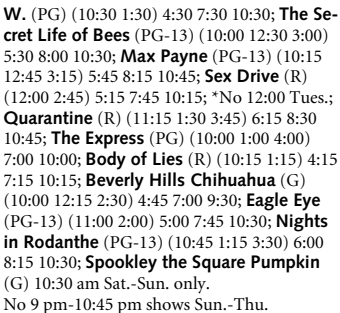 W. (PG) (10:30 1:30) 4:30 7:30 10:30; The Se-
cret Life of Bees (PG-13) (10:00 12:30 3:00)
5:30 8:00 10:30; Max Payne (PG-13) (10:15
12:45 3:15) 5:45 8:15 10:45; Sex Drive (R)
(12:00 2:45) 5:15 7:45 10:15; *No 12:00 Tues.;
Quarantine (R) (11:15 1:30 3:45) 6:15 8:30
10:45; The Express (PG) (10:00 1:00 4:00)
7:00 10:00; Body of Lies (R) (10:15 1:15) 4:15
7:15 10:15; Beverly Hills Chihuahua (G)
(10:00 12:15 2:30) 4:45 7:00 9:30; Eagle Eye
(PG-13) (11:00 2:00) 5:00 7:45 10:30; Nights
in Rodanthe (PG-13) (10:45 1:15 3:30) 6:00
8:15 10:30; Spookley the Square Pumpkin
(G) 10:30 am Sat.-Sun. only.
No 9 pm-10:45 pm shows Sun.-Thu.